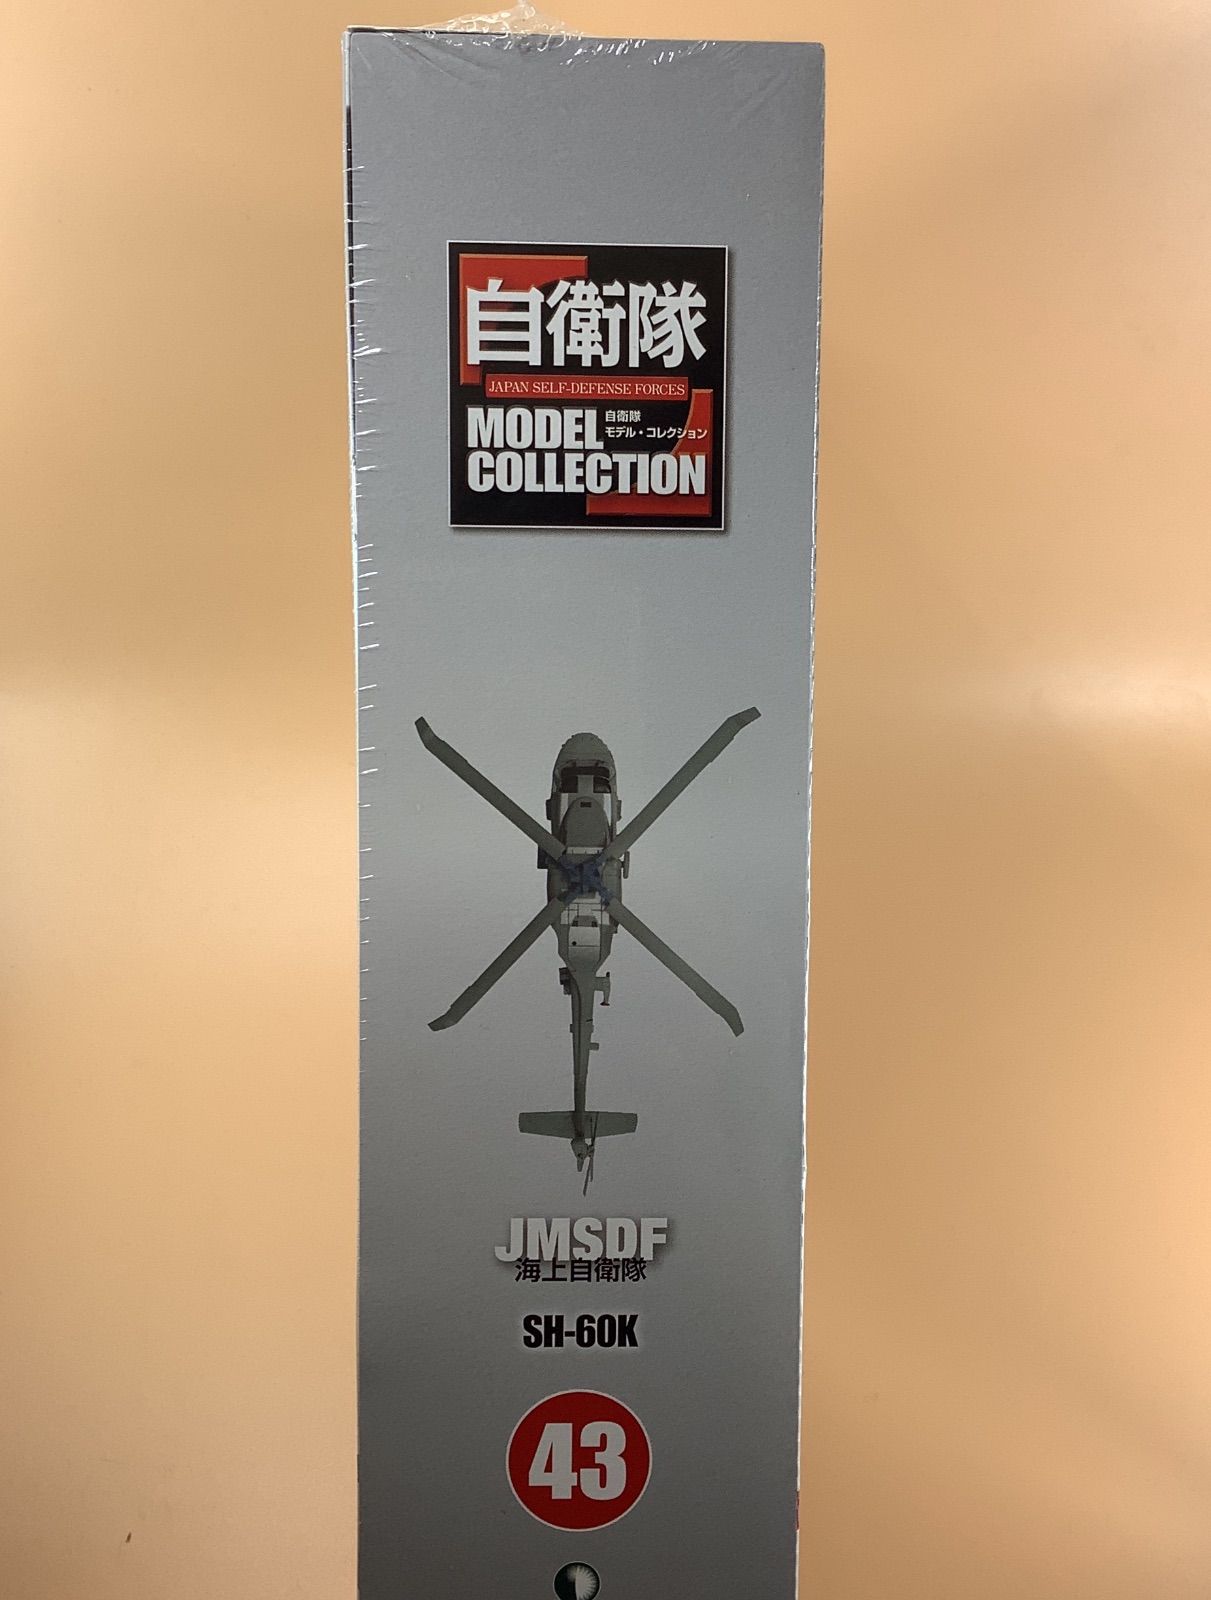 自衛隊
JAPAN SELF-DEFENSE FORCES
MODEL
自衛隊
モデル・コレクション
COLLECTION
JMSDF
海上自衛隊
SH-60K
43